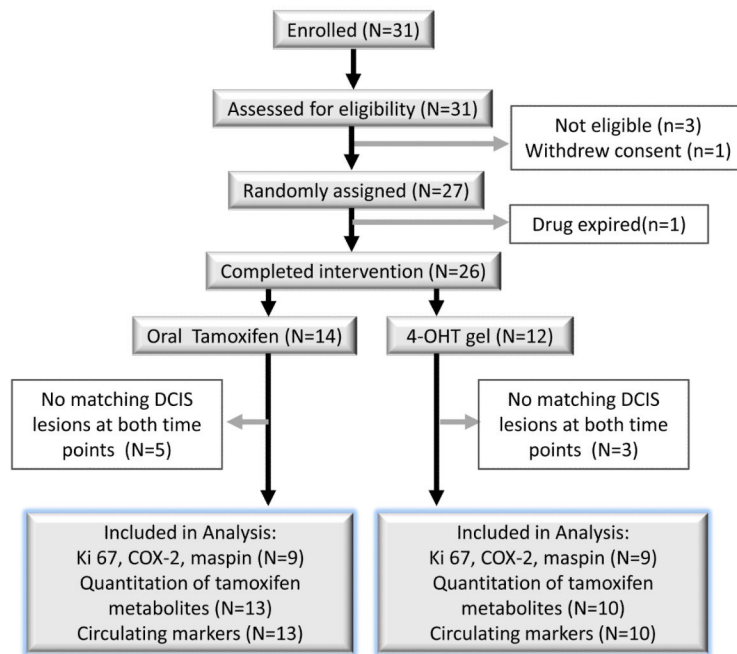 Enrolled (N=31)
Assessed for eligibility (N=31)
Not eligible (n=3)
Withdrew consent (n=1)
Randomly assigned (N=27)
Drug expired(n=1)
Completed intervention (N=26)
Oral Tamoxifen (N=14)
4-OHT gel (N=12)
No matching DCIS
lesions at both time
points (N=5)
No matching DCIS
lesions at both time
points (N=3)
Included in Analysis:
Ki 67, COX-2, maspin (N=9)
Quantitation of tamoxifen
metabolites (N=13)
Circulating markers (N=13)
Included in Analysis:
Ki 67, COX-2, maspin (N=9)
Quantitation of tamoxifen
metabolites (N=10)
Circulating markers (N=10)